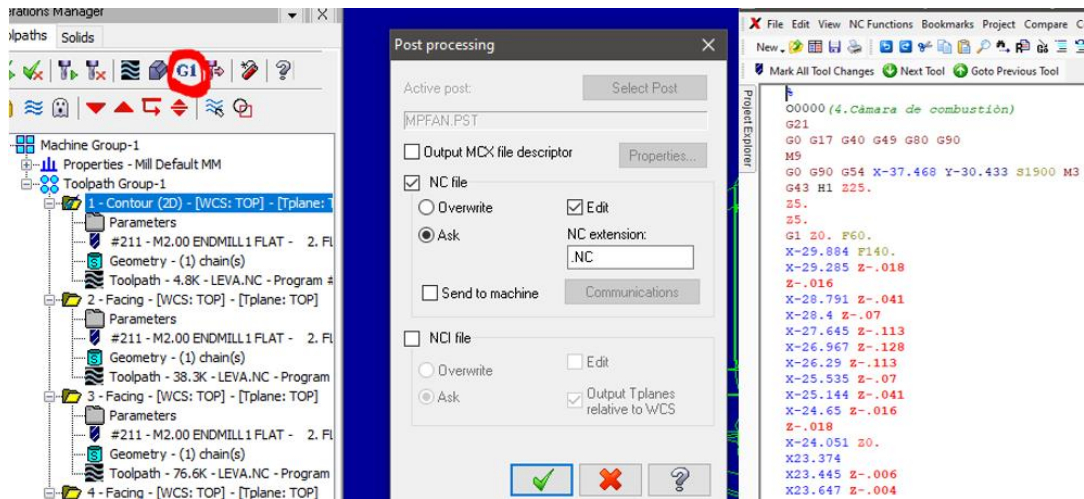 Operations Manager
Toolpaths Solids
G1
Machine Group-1
Properties - Mill Default MM
Toolpath Group-1
1 - Contour (2D) - [WCS: TOP] - [Tplane: T
Parameters
#211 - M2.00 ENDMILL1 FLAT - 2. FL
Geometry - (1) chain(s)
Toolpath - 4.8K - LEVA.NC - Program #
2 - Facing - [WCS: TOP] - [Tplane: TOP]
Parameters
#211 - M2.00 ENDMILL1 FLAT - 2. FL
Geometry - (1) chain(s)
Toolpath - 38.3K - LEVA.NC - Program
3 - Facing - [WCS: TOP] - [Tplane: TOP]
Parameters
#211 - M2.00 ENDMILL1 FLAT - 2. FL
Geometry - (1) chain(s)
Toolpath - 76.6K - LEVA.NC - Program
4 - Facing - [WCS: TOP] - [Tplane: TOP]
Post processing
Active post: Select Post
MPFAN.PST
Output MCX file descriptor Properties...
NC file
Overwrite Edit
Ask NC extension:
.NC
Send to machine Communications
NCI file
Overwrite Edit
Ask Output Tplanes
relative to WCS
File Edit View NC Functions Bookmarks Project Compare C
New
Mark All Tool Changes Next Tool Goto Previous Tool
Project Explorer
%
O0000 (4.Càmara de combustiòn)
G21
G0 G17 G40 G49 G80 G90
M9
G0 G90 G54 X-37.468 Y-30.433 S1900 M3
G43 H1 Z25.
Z5.
Z5.
G1 Z0. F60.
X-29.884 F140.
X-29.285 Z-.018
Z-.016
X-28.791 Z-.041
X-28.4 Z-.07
X-27.645 Z-.113
X-26.967 Z-.128
X-26.29 Z-.113
X-25.535 Z-.07
X-25.144 Z-.041
X-24.65 Z-.016
Z-.018
X-24.051 Z0.
X23.374
X23.445 Z-.006
X23.647 Z-.004